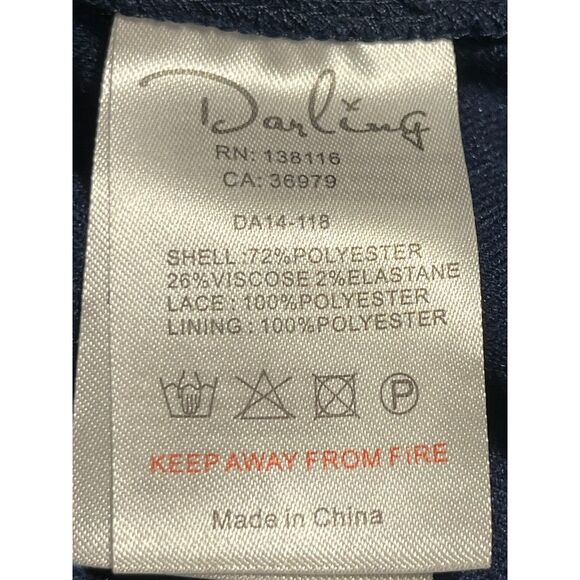 Darling
RN: 138116
CA: 36979
DA14-118
SHELL :72%POLYESTER
26%VISCOSE 2%ELASTANE
LACE : 100%POLYESTER
LINING : 100%POLYESTER
P
KEEP AWAY FROM FIRE
Made in China